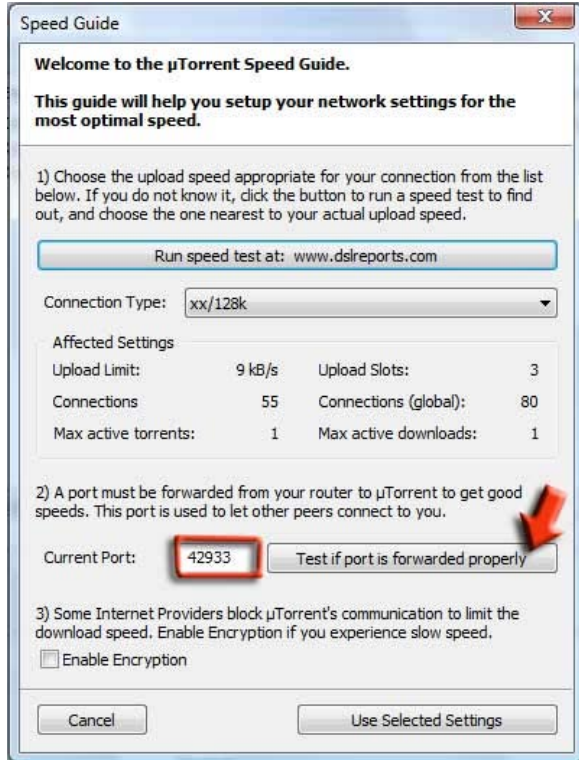 Speed Guide
Welcome to the µTorrent Speed Guide.
This guide will help you setup your network settings for the
most optimal speed.
1) Choose the upload speed appropriate for your connection from the list
below. If you do not know it, click the button to run a speed test to find
out, and choose the one nearest to your actual upload speed.
Run speed test at: www.dslreports.com
Connection Type: xx/128k
Affected Settings
Upload Limit: 9 kB/s Upload Slots: 3
Connections 55 Connections (global): 80
Max active torrents: 1 Max active downloads: 1
2) A port must be forwarded from your router to µTorrent to get good
speeds. This port is used to let other peers connect to you.
Current Port: 42933 Test if port is forwarded properly
3) Some Internet Providers block µTorrent's communication to limit the
download speed. Enable Encryption if you experience slow speed.
Enable Encryption
Cancel Use Selected Settings